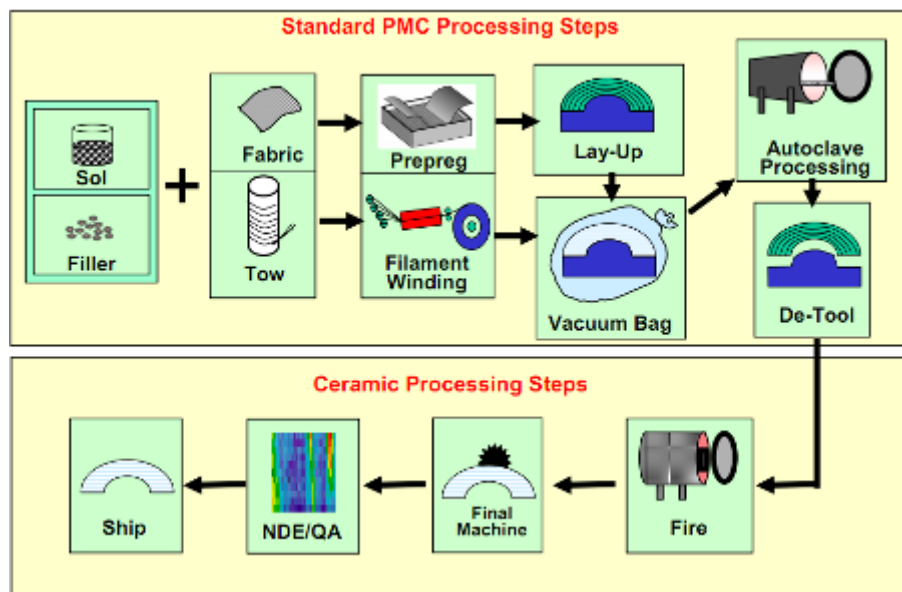 Standard PMC Processing Steps
Sol
Filler
+
Fabric
Tow
Prepreg
Filament
Winding
Lay-Up
Vacuum Bag
Autoclave
Processing
De-Tool
Ceramic Processing Steps
Ship
NDE/QA
Final
Machine
Fire